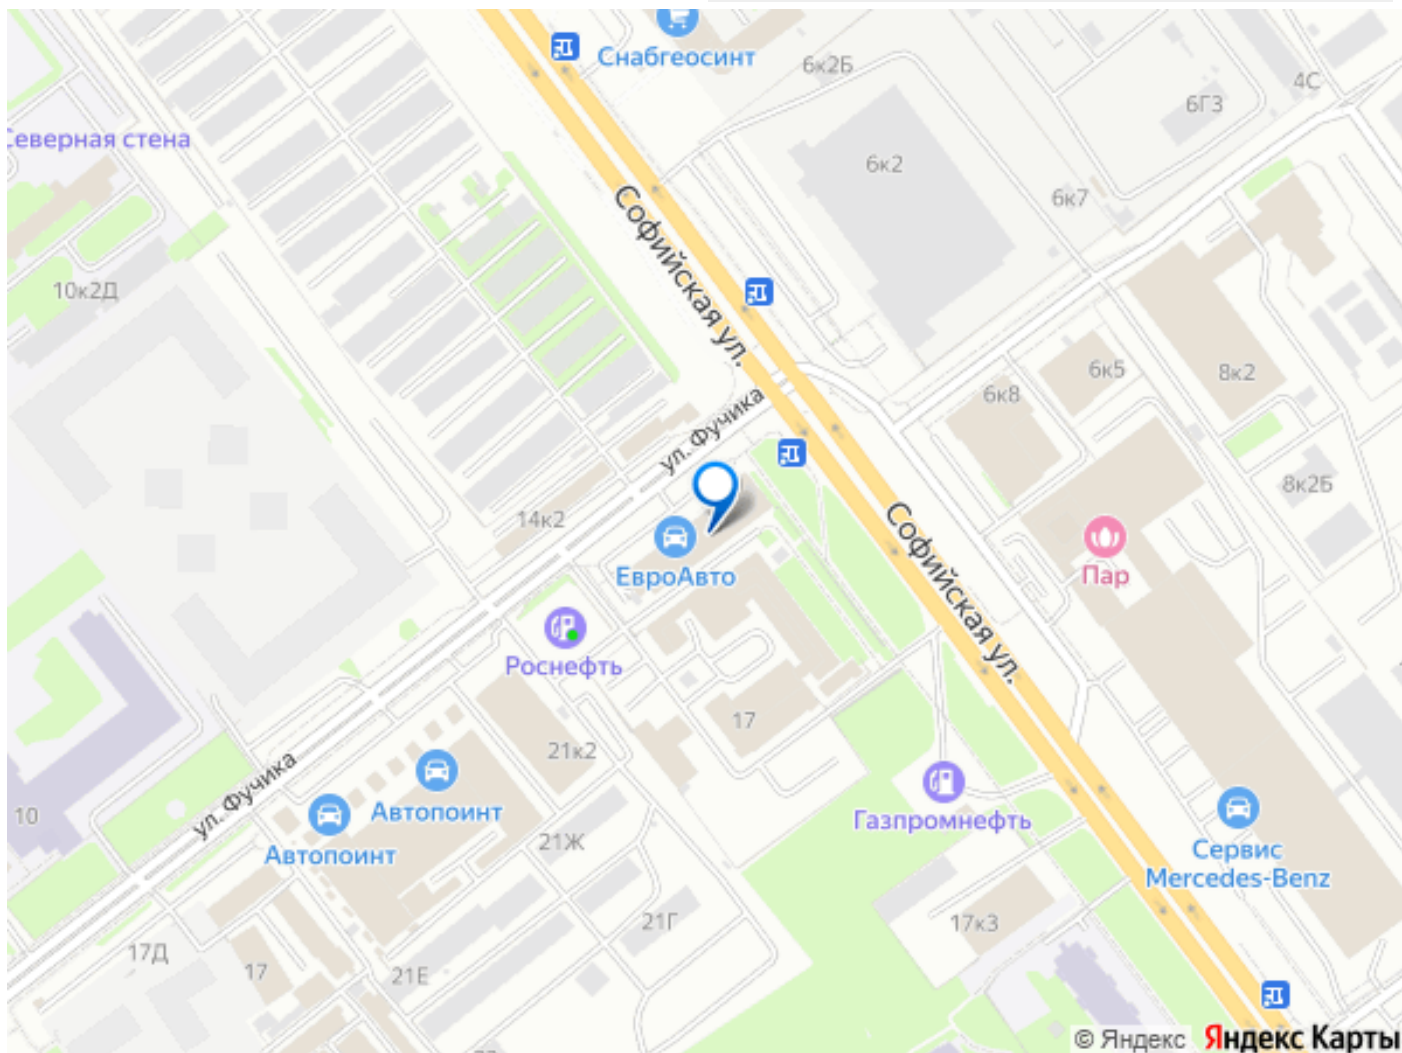 Снабгеосинт
6к2Б
4С
6Г3
Северная стена
6к2
6к7
Софийская ул.
10к2Д
6к5
8к2
6к8
ул. Фучика
8к2Б
14к2
ЕвроАвто
Софийская ул.
Пар
Роснефть
17
21к2
ул. Фучика
Автопоинт
10
Газпромнефть
21Ж
Автопоинт
Сервис
Mercedes-Benz
21Г
17к3
17Д
17
21Е
© Яндекс Яндекс Карты